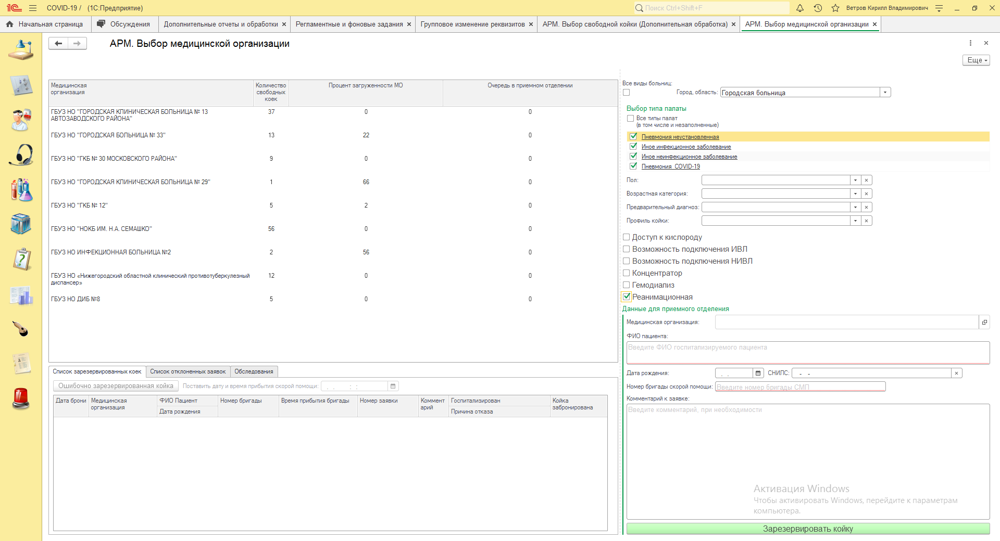 1С COVID-19 / (1С:Предприятие)
Поиск Ctrl+Shift+F
Ветров Кирилл Владимирович
Начальная страница
Обсуждения
Дополнительные отчеты и обработки
Регламентные и фоновые задания
Групповое изменение реквизитов
АРМ. Выбор свободной койки (Дополнительная обработка)
АРМ. Выбор медицинской организации
АРМ. Выбор медицинской организации
Еще
Медицинская
организация
Количество
свободных
коек
Процент загруженности МО
Очередь в приемном отделении
ГБУЗ НО "ГОРОДСКАЯ КЛИНИЧЕСКАЯ БОЛЬНИЦА № 13
АВТОЗАВОДСКОГО РАЙОНА"
37 0 0
ГБУЗ НО "ГОРОДСКАЯ БОЛЬНИЦА № 33" 13 22 0
ГБУЗ НО "ГКБ № 30 МОСКОВСКОГО РАЙОНА" 9 0 0
ГБУЗ НО "ГОРОДСКАЯ КЛИНИЧЕСКАЯ БОЛЬНИЦА № 29" 1 66 0
ГБУЗ НО "ГКБ № 12" 5 2 0
ГБУЗ НО "НОКБ ИМ. Н.А. СЕМАШКО" 56 0 0
ГБУЗ НО ИНФЕКЦИОННАЯ БОЛЬНИЦА №2 2 56 0
ГБУЗ НО «Нижегородский областной клинический противотуберкулезный
диспансер»
12 0 0
ГБУЗ НО ДИБ №8 5 0 0
Список зарезервированных коек
Список отклоненных заявок
Обследования
Ошибочно зарезервированная койка
Поставить дату и время прибытия скорой помощи: . . : :
Дата брони
Медицинская
организация
ФИО Пациент
Дата рождения
Номер бригады
Время прибытия бригады
Номер заявки
Коммент
арий
Госпитализирован
Причина отказа
Койка
забронирована
Все виды больниц:
Город, область: Городская больница
Выбор типа палаты
Все типы палат
(в том числе и незаполненные)
Пневмония неустановленная
Иное инфекционное заболевание
Иное неинфекционное заболевание
Пневмония COVID-19
Пол:
Возрастная категория:
Предварительный диагноз:
Профиль койки:
Доступ к кислороду
Возможность подключения ИВЛ
Возможность подключения НИВЛ
Концентратор
Гемодиализ
Реанимационная
Данные для приемного отделения
Медицинская организация:
ФИО пациента:
Введите ФИО госпитализируемого пациента
Дата рождения: . . СНИЛС: - -
Номер бригады скорой помощи: Введите номер бригады СМП
Комментарий к заявке:
Введите комментарий, при необходимости
Активация Windows
Чтобы активировать Windows, перейдите к параметрам
компьютера.
Зарезервировать койку